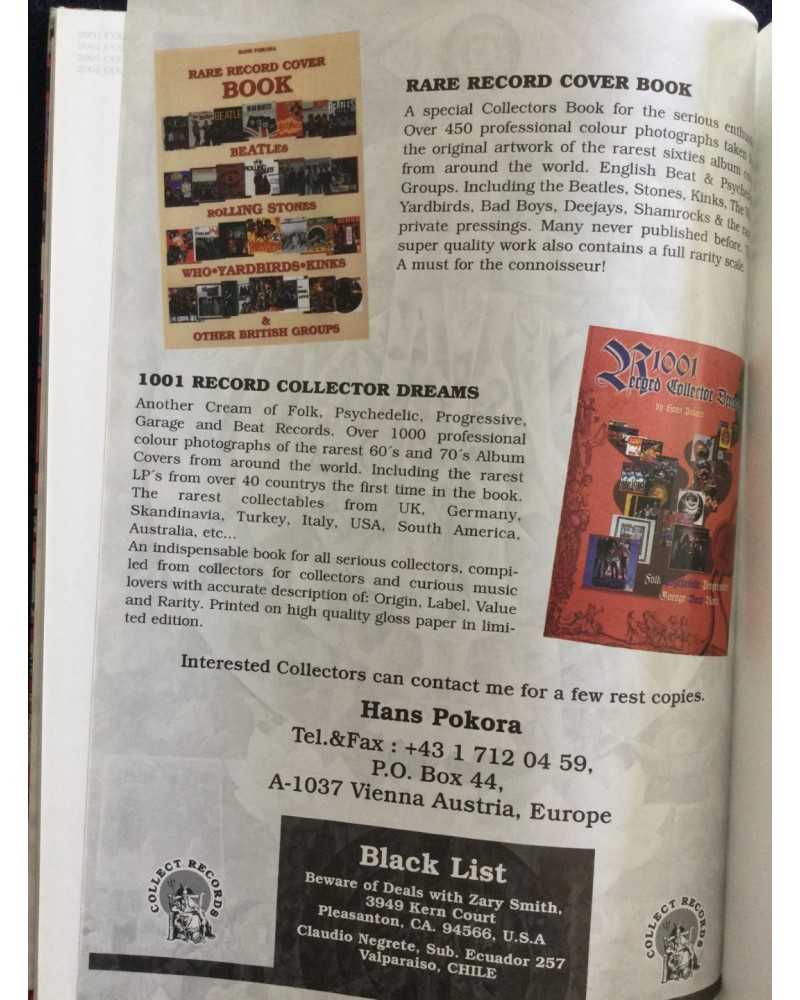 HANS POKORA
RARE RECORD COVER
BOOK
BEATLES
ROLLING STONES
WHO•YARDBIRDS•KINKS
&
OTHER BRITISH GROUPS
RARE RECORD COVER BOOK
A special Collectors Book for the serious
Over 450 professional colour photographs taken
the original artwork of the rarest sixties album
from around the world. English Beat &
Groups. Including the Beatles, Stones, Kinks, The
Yardbirds, Bad Boys, Deejays, Shamrocks & the
private pressings. Many never published before.
super quality work also contains a full rarity scale.
A must for the connoisseur!
1001 RECORD COLLECTOR DREAMS
Another Cream of Folk, Psychedelic, Progressive,
Garage and Beat Records. Over 1000 professional
colour photographs of the rarest 60´s and 70´s Album
Covers from around the world. Including the rarest
LP´s from over 40 countrys the first time in the book.
The rarest collectables from UK, Germany,
Skandinavia, Turkey, Italy, USA, South America,
Australia, etc...
An indispensable book for all serious collectors, compi-
led from collectors for collectors and curious music
lovers with accurate description of: Origin, Label, Value
and Rarity. Printed on high quality gloss paper in limi-
ted edition.
1001
Record Collector
by Hans Pokora
Folk Psychedelic Progressive
Garage Beat
Interested Collectors can contact me for a few rest copies.
Hans Pokora
Tel.&Fax : +43 1 712 04 59,
P.O. Box 44,
A-1037 Vienna Austria, Europe
Black List
Beware of Deals with Zary Smith,
3949 Kern Court
Pleasanton, CA. 94566, U.S.A
Claudio Negrete, Sub. Ecuador 257
Valparaiso, CHILE
COLLECT RECORDS
COLLECT RECORDS